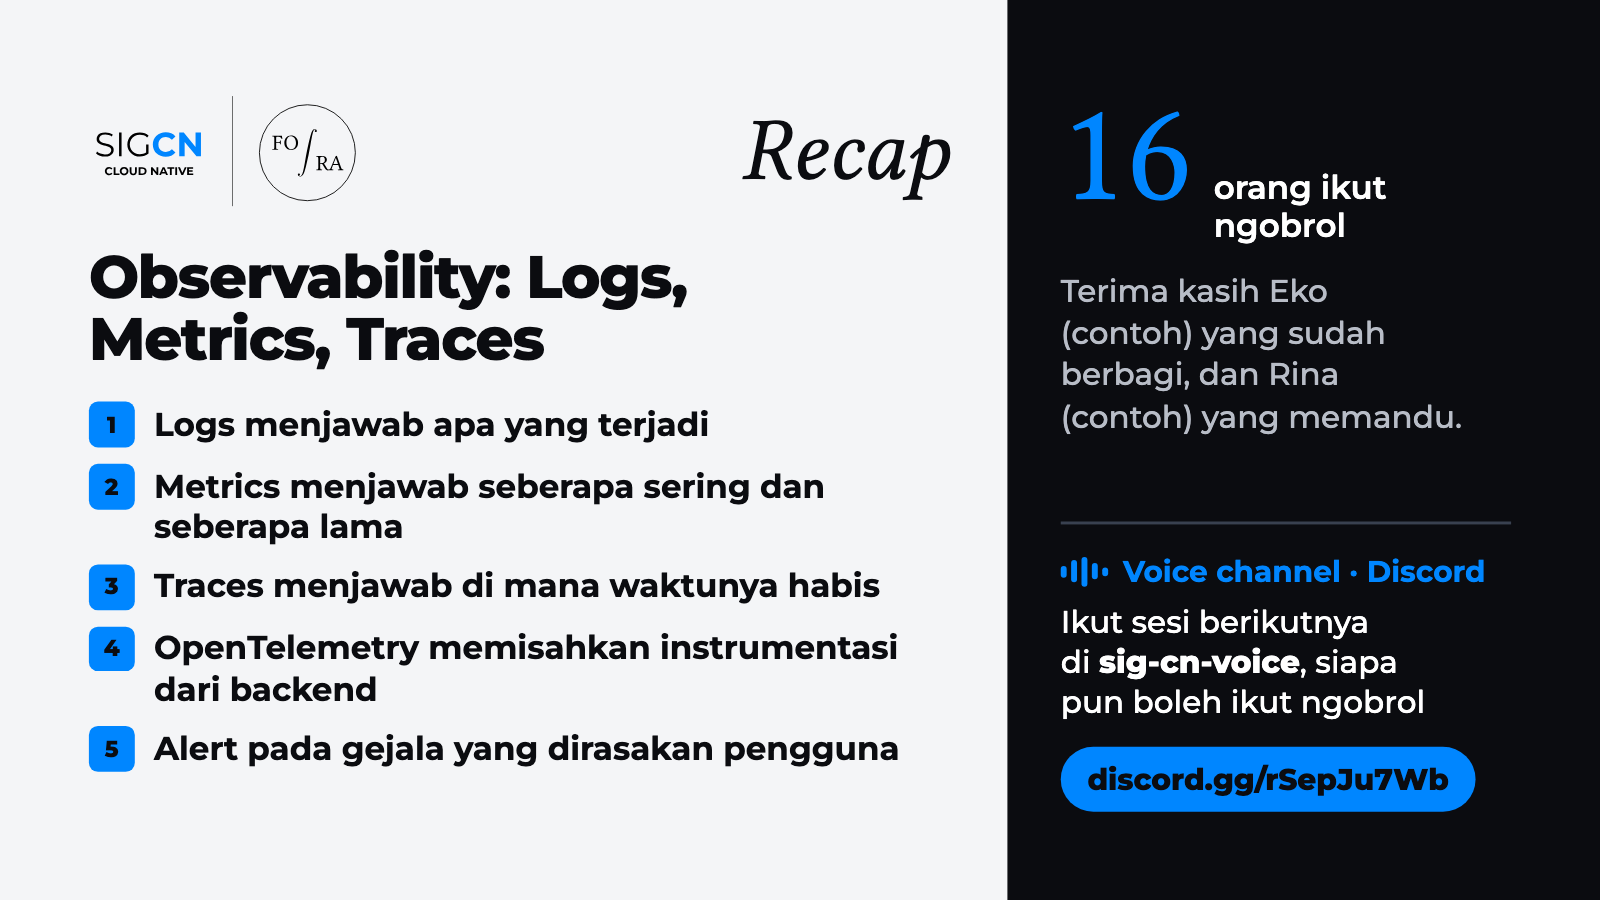 SIGCN
CLOUD NATIVE
FO
RA
Recap
Observability: Logs,
Metrics, Traces
1 Logs menjawab apa yang terjadi
2 Metrics menjawab seberapa sering dan
seberapa lama
3 Traces menjawab di mana waktunya habis
4 OpenTelemetry memisahkan instrumentasi
dari backend
5 Alert pada gejala yang dirasakan pengguna
16
orang ikut
ngobrol
Terima kasih Eko
(contoh) yang sudah
berbagi, dan Rina
(contoh) yang memandu.
Voice channel · Discord
Ikut sesi berikutnya
di sig-cn-voice, siapa
pun boleh ikut ngobrol
discord.gg/rSepJu7Wb